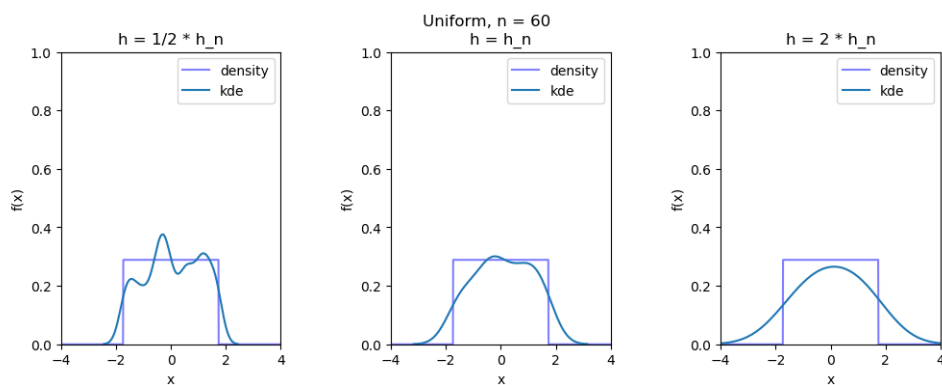 Uniform, n = 60
h = 1/2 * h_n
h = h_n
h = 2 * h_n
1.0
0.8
0.6
0.4
0.2
0.0
f(x)
density
kde
−4
−2
0
2
4
x
1.0
0.8
0.6
0.4
0.2
0.0
f(x)
density
kde
−4
−2
0
2
4
x
1.0
0.8
0.6
0.4
0.2
0.0
f(x)
density
kde
−4
−2
0
2
4
x